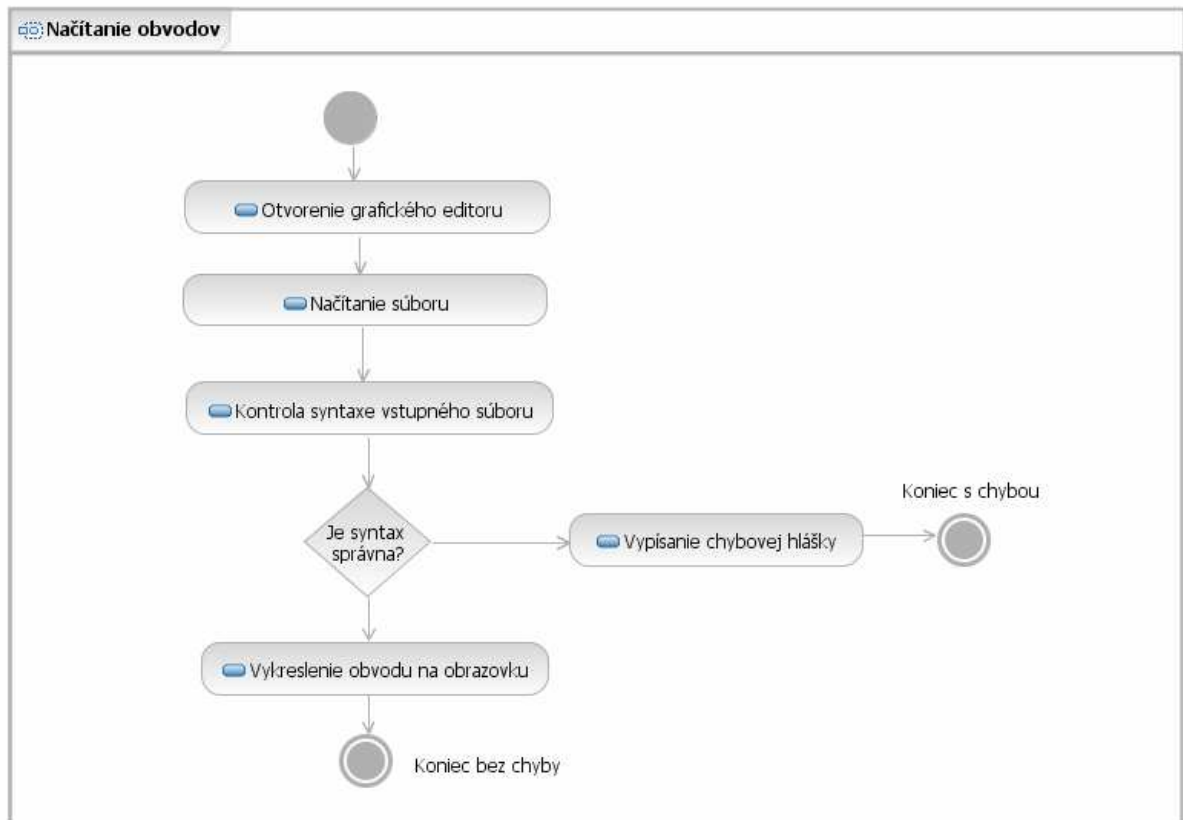 Načítanie obvodov
Otvorenie grafického editoru
Načítanie súboru
Kontrola syntaxe vstupného súboru
Koniec s chybou
Je syntax
správna?
Vypísanie chybovej hlášky
Vykreslenie obvodu na obrazovku
Koniec bez chyby